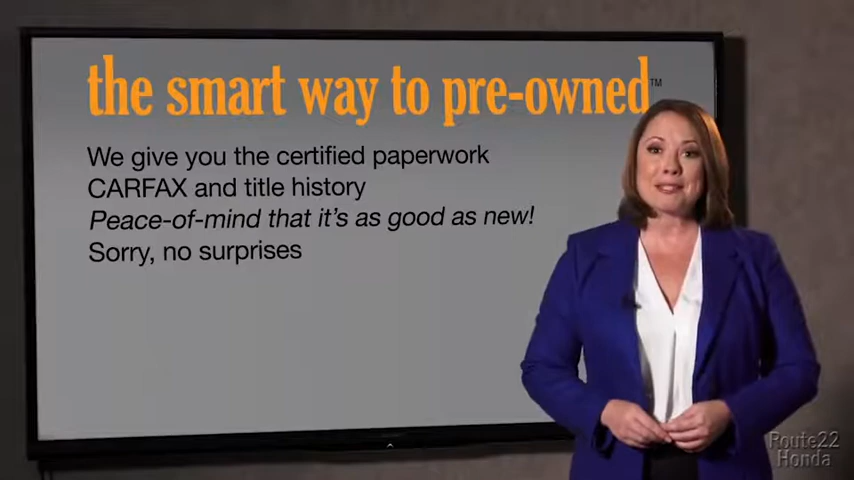 the smart way to pre-owned™
We give you the certified paperwork
CARFAX and title history
Peace-of-mind that it's as good as new!
Sorry, no surprises
Route22
Honda